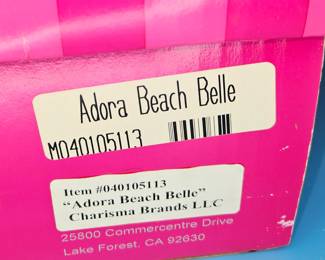 Adora Beach Belle
M040105113
Item #040105113
“Adora Beach Belle”
Charisma Brands LLC
25800 Commercentre Drive
Lake Forest, CA 92630